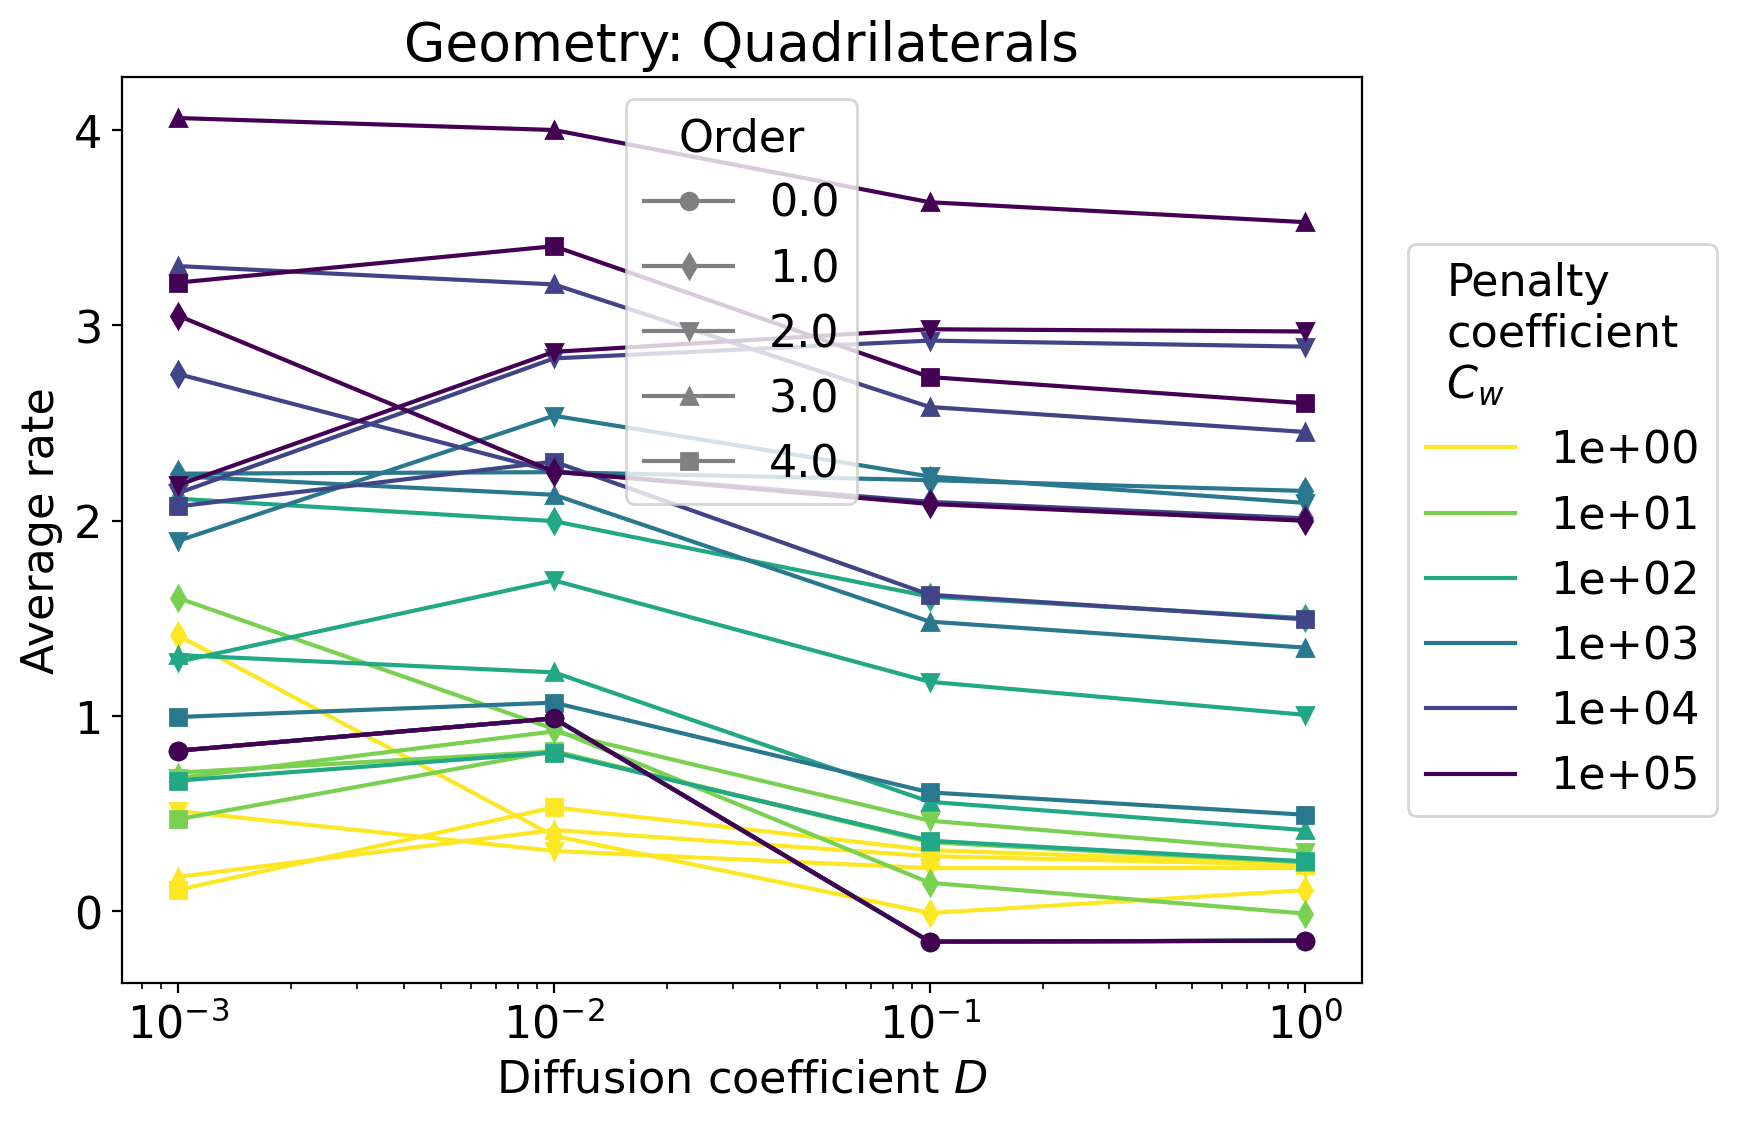 Geometry: Quadrilaterals
Average rate
4
3
2
1
0
10⁻³
10⁻²
10⁻¹
10⁰
Diffusion coefficient D
Order
0.0
1.0
2.0
3.0
4.0
Penalty
coefficient
C_w
1e+00
1e+01
1e+02
1e+03
1e+04
1e+05